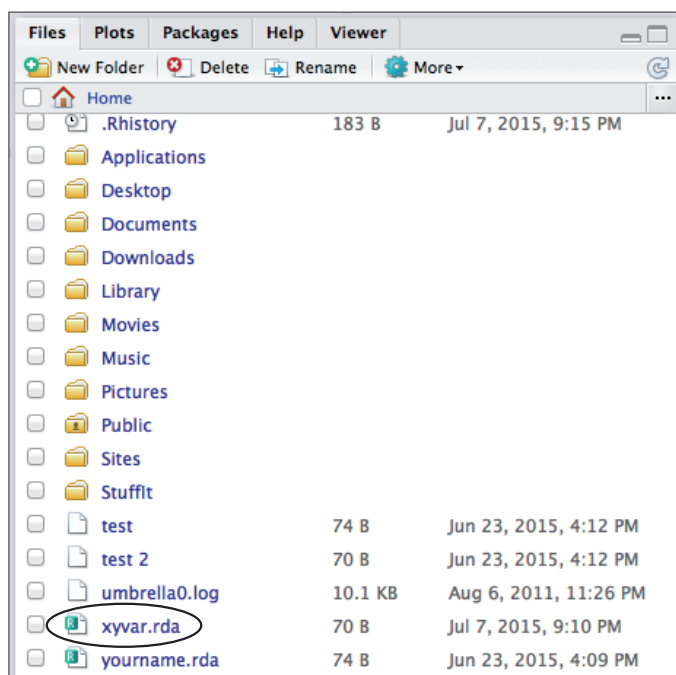 Files Plots Packages Help Viewer
New Folder Delete Rename More
Home ...
.Rhistory 183 B Jul 7, 2015, 9:15 PM
Applications
Desktop
Documents
Downloads
Library
Movies
Music
Pictures
Public
Sites
StuffIt
test 74 B Jun 23, 2015, 4:12 PM
test 2 70 B Jun 23, 2015, 4:12 PM
umbrella0.log 10.1 KB Aug 6, 2011, 11:26 PM
xyvar.rda 70 B Jul 7, 2015, 9:10 PM
yourname.rda 74 B Jun 23, 2015, 4:09 PM